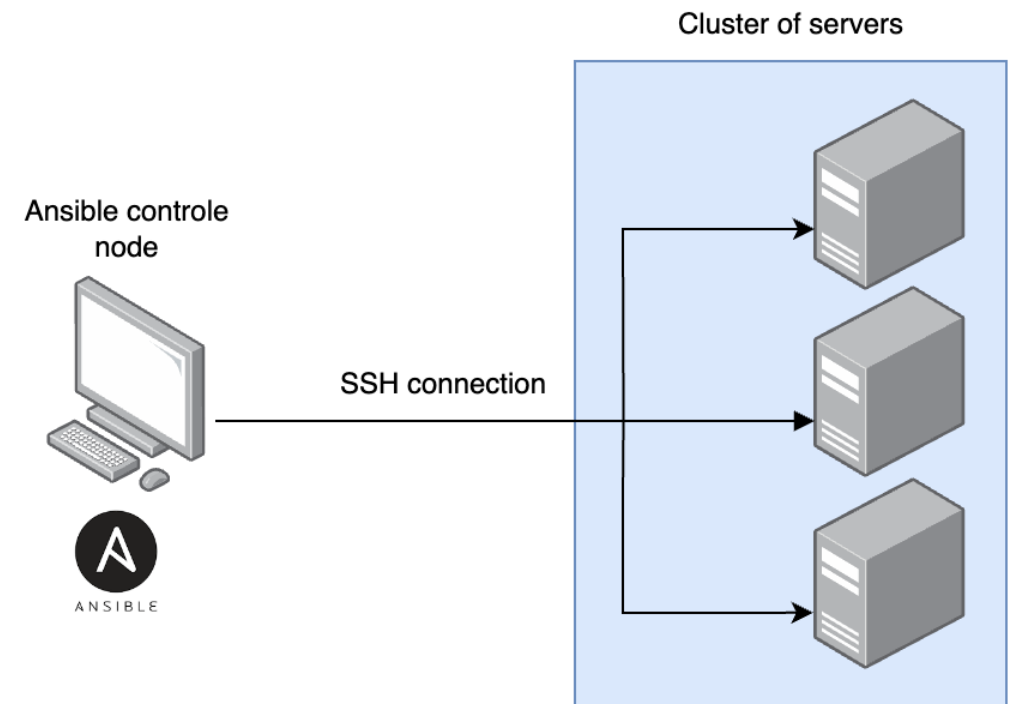 Cluster of servers
Ansible controle
node
SSH connection
ANSIBLE